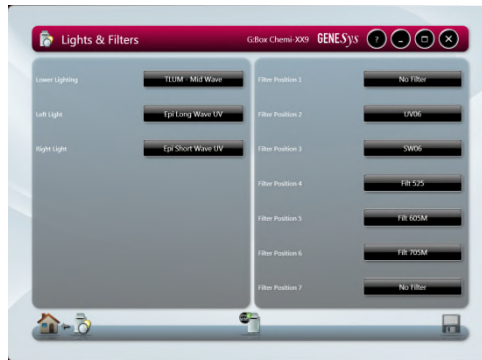 Lights & Filters
G:Box Chemi-XX9 GENESys ?
Lower Lighting TLUM - Mid Wave
Left Light Epi Long Wave UV
Right Light Epi Short Wave UV
Filter Position 1 No Filter
Filter Position 2 UV06
Filter Position 3 SW06
Filter Position 4 Filt 525
Filter Position 5 Filt 605M
Filter Position 6 Filt 705M
Filter Position 7 No Filter